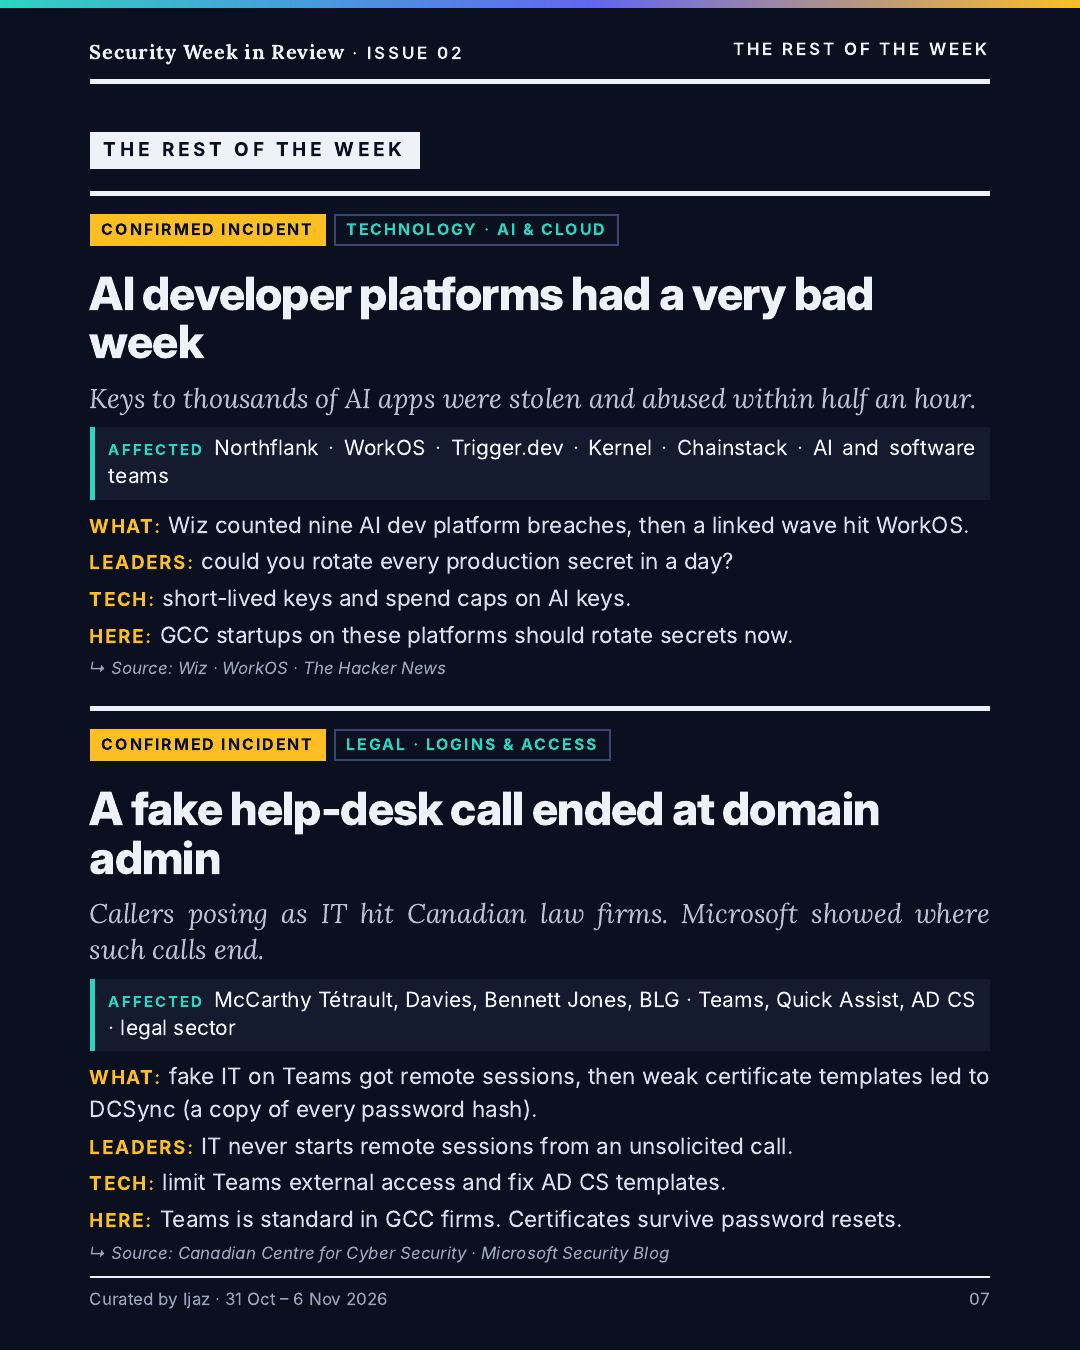 Security Week in Review · ISSUE 02
THE REST OF THE WEEK
THE REST OF THE WEEK
CONFIRMED INCIDENT
TECHNOLOGY · AI & CLOUD
AI developer platforms had a very bad
week
Keys to thousands of AI apps were stolen and abused within half an hour.
AFFECTED Northflank · WorkOS · Trigger.dev · Kernel · Chainstack · AI and software
teams
WHAT: Wiz counted nine AI dev platform breaches, then a linked wave hit WorkOS.
LEADERS: could you rotate every production secret in a day?
TECH: short-lived keys and spend caps on AI keys.
HERE: GCC startups on these platforms should rotate secrets now.
↳ Source: Wiz · WorkOS · The Hacker News
CONFIRMED INCIDENT
LEGAL · LOGINS & ACCESS
A fake help-desk call ended at domain
admin
Callers posing as IT hit Canadian law firms. Microsoft showed where
such calls end.
AFFECTED McCarthy Tétrault, Davies, Bennett Jones, BLG · Teams, Quick Assist, AD CS
· legal sector
WHAT: fake IT on Teams got remote sessions, then weak certificate templates led to
DCSync (a copy of every password hash).
LEADERS: IT never starts remote sessions from an unsolicited call.
TECH: limit Teams external access and fix AD CS templates.
HERE: Teams is standard in GCC firms. Certificates survive password resets.
↳ Source: Canadian Centre for Cyber Security · Microsoft Security Blog
Curated by Ijaz · 31 Oct – 6 Nov 2026
07